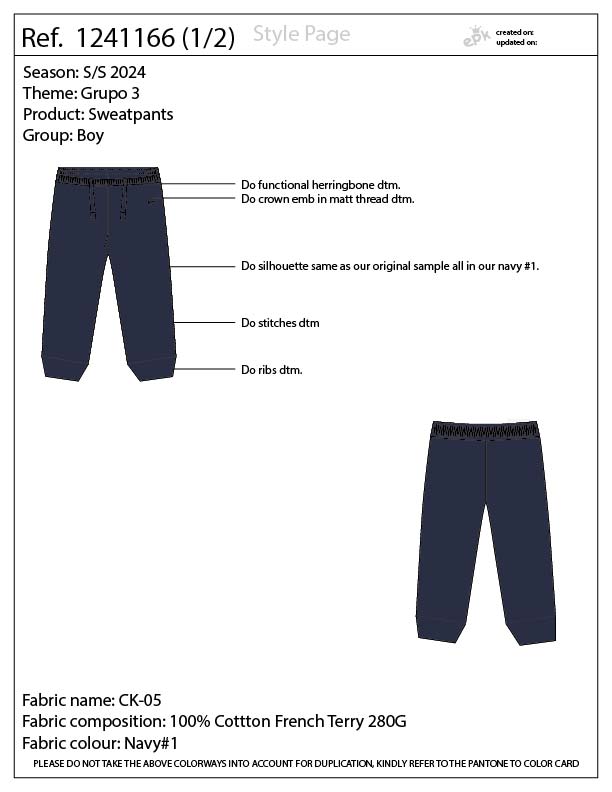 Ref. 1241166 (1/2)
Style Page
epk
created on:
updated on:
Season: S/S 2024
Theme: Grupo 3
Product: Sweatpants
Group: Boy
Do functional herringbone dtm.
Do crown emb in matt thread dtm.
Do silhouette same as our original sample all in our navy #1.
Do stitches dtm
Do ribs dtm.
Fabric name: CK-05
Fabric composition: 100% Cottton French Terry 280G
Fabric colour: Navy#1
PLEASE DO NOT TAKE THE ABOVE COLORWAYS INTO ACCOUNT FOR DUPLICATION, KINDLY REFER TO THE PANTONE TO COLOR CARD